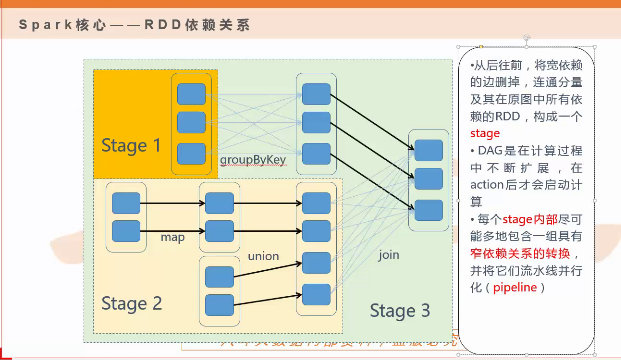 Spark核心——RDD依赖关系
Stage 1
groupByKey
map
union
join
Stage 2
Stage 3
•从后往前，将宽依赖
的边删掉，连通分量
及其在原图中所有依
赖的RDD，构成一个
stage
• DAG是在计算过程
中不断扩展，在
action后才会启动计
算
• 每个stage内部尽可
能多地包含一组具有
窄依赖关系的转换，
并将它们流水线并行
化（pipeline）